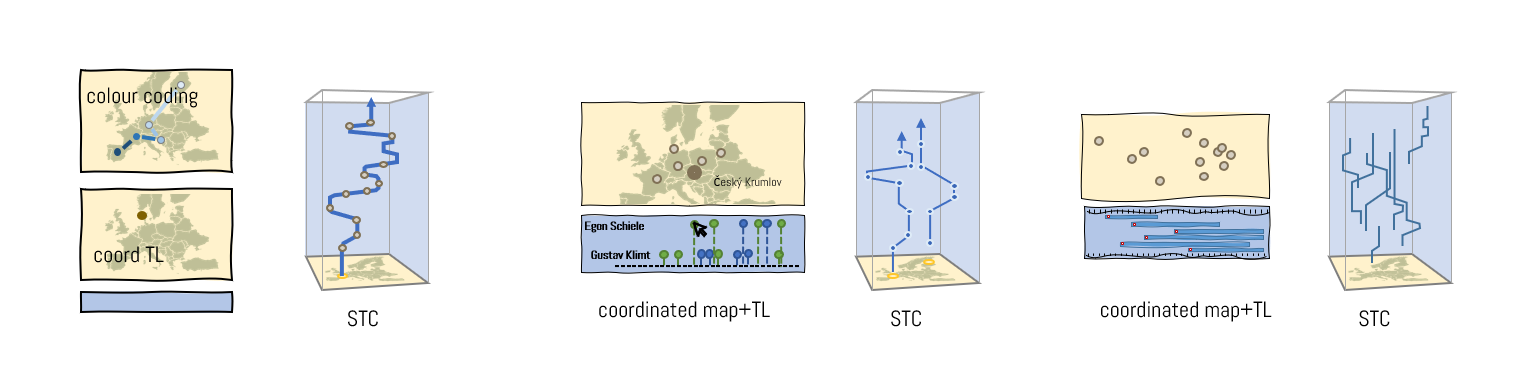 colour coding
coord TL
STC
Český Krumlov
Egon Schiele
Gustav Klimt
coordinated map+TL
STC
coordinated map+TL
STC